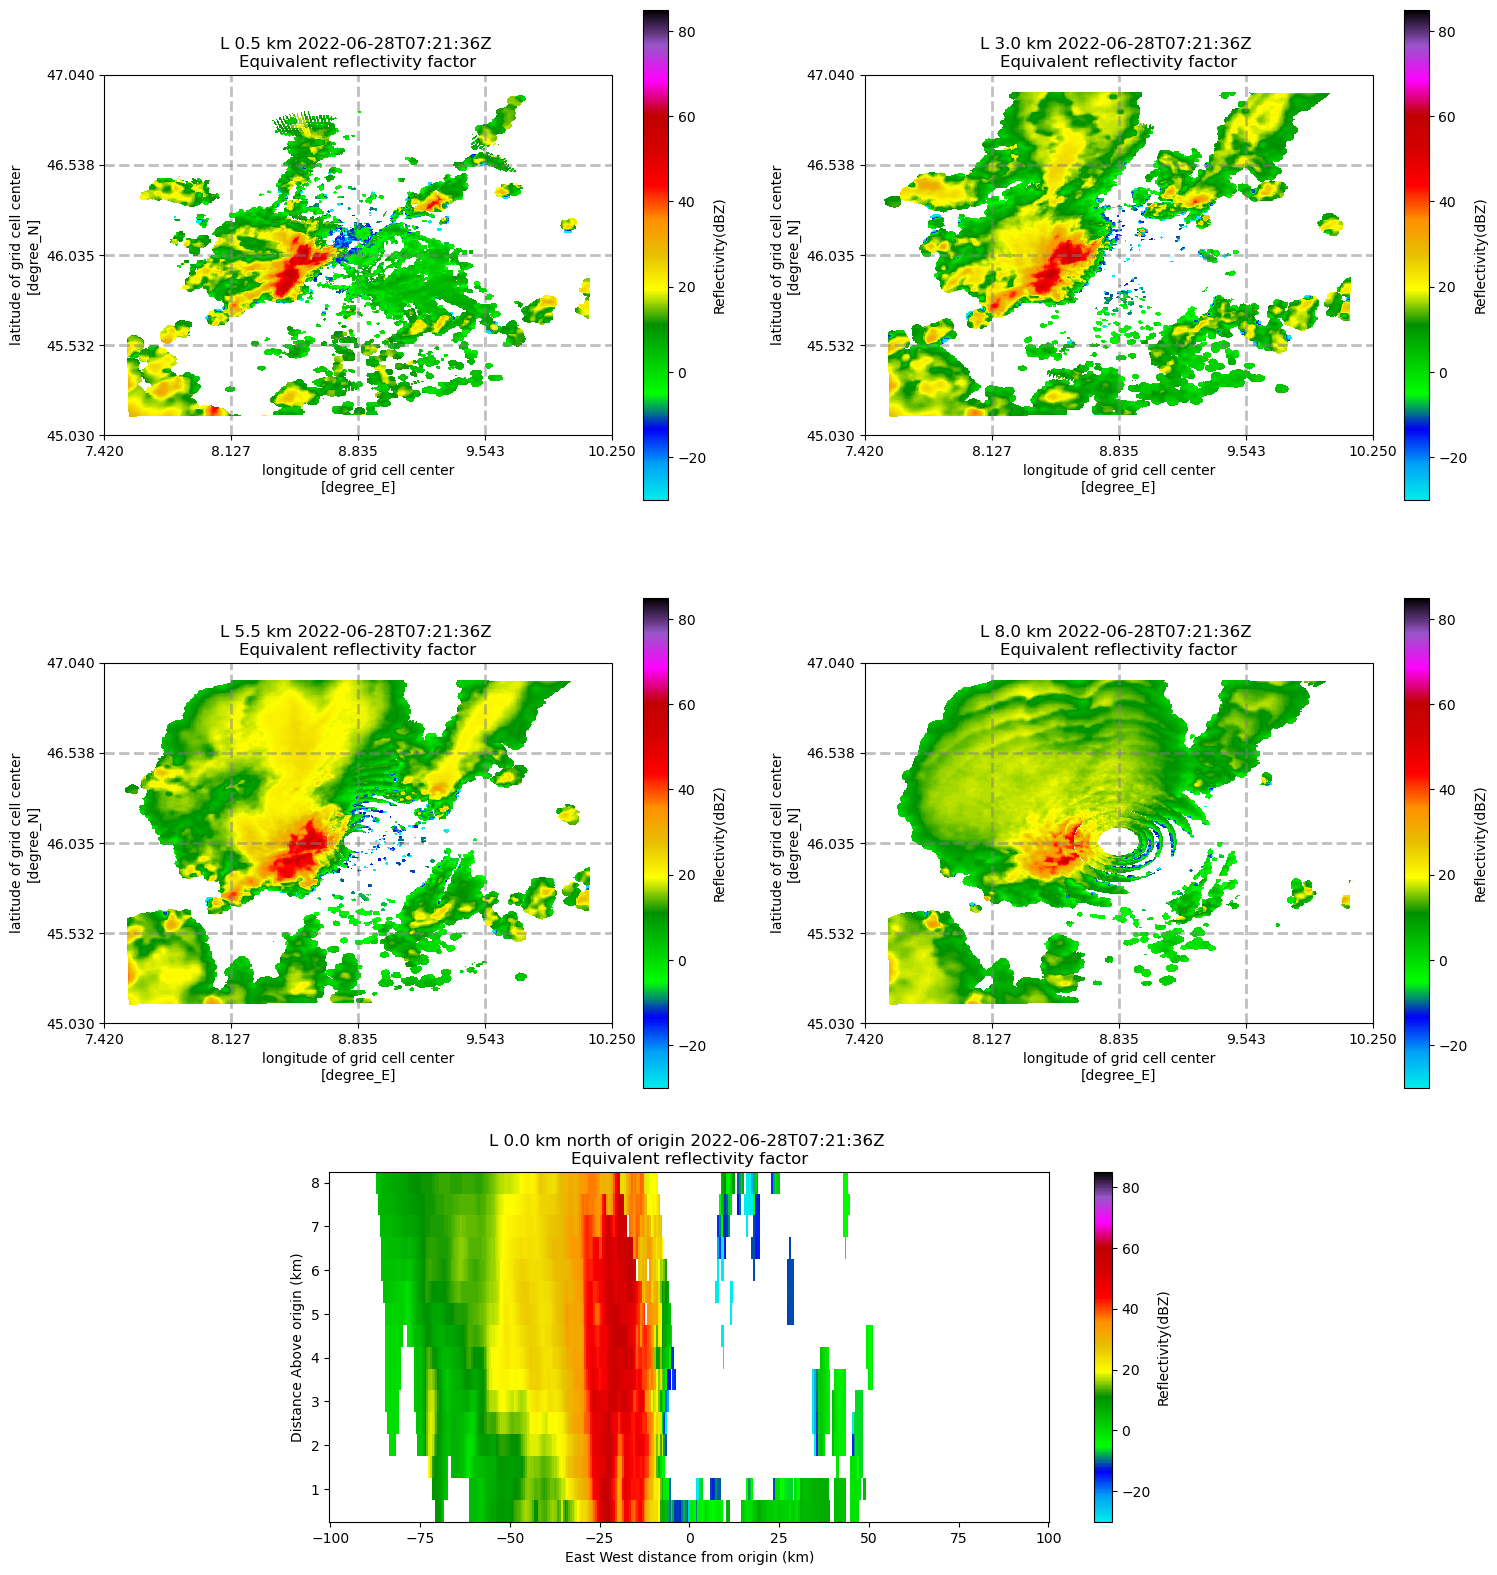 L 0.5 km 2022-06-28T07:21:36Z
Equivalent reflectivity factor
47.040
46.538
46.035
45.532
45.030
latitude of grid cell center
[degree_N]
7.420 8.127 8.835 9.543 10.250
longitude of grid cell center
[degree_E]
80
60
40
20
0
−20
Reflectivity(dBZ)
L 3.0 km 2022-06-28T07:21:36Z
Equivalent reflectivity factor
47.040
46.538
46.035
45.532
45.030
latitude of grid cell center
[degree_N]
7.420 8.127 8.835 9.543 10.250
longitude of grid cell center
[degree_E]
80
60
40
20
0
−20
Reflectivity(dBZ)
L 5.5 km 2022-06-28T07:21:36Z
Equivalent reflectivity factor
47.040
46.538
46.035
45.532
45.030
latitude of grid cell center
[degree_N]
7.420 8.127 8.835 9.543 10.250
longitude of grid cell center
[degree_E]
80
60
40
20
0
−20
Reflectivity(dBZ)
L 8.0 km 2022-06-28T07:21:36Z
Equivalent reflectivity factor
47.040
46.538
46.035
45.532
45.030
latitude of grid cell center
[degree_N]
7.420 8.127 8.835 9.543 10.250
longitude of grid cell center
[degree_E]
80
60
40
20
0
−20
Reflectivity(dBZ)
L 0.0 km north of origin 2022-06-28T07:21:36Z
Equivalent reflectivity factor
8
7
6
5
4
3
2
1
Distance Above origin (km)
−100 −75 −50 −25 0 25 50 75 100
East West distance from origin (km)
80
60
40
20
0
−20
Reflectivity(dBZ)